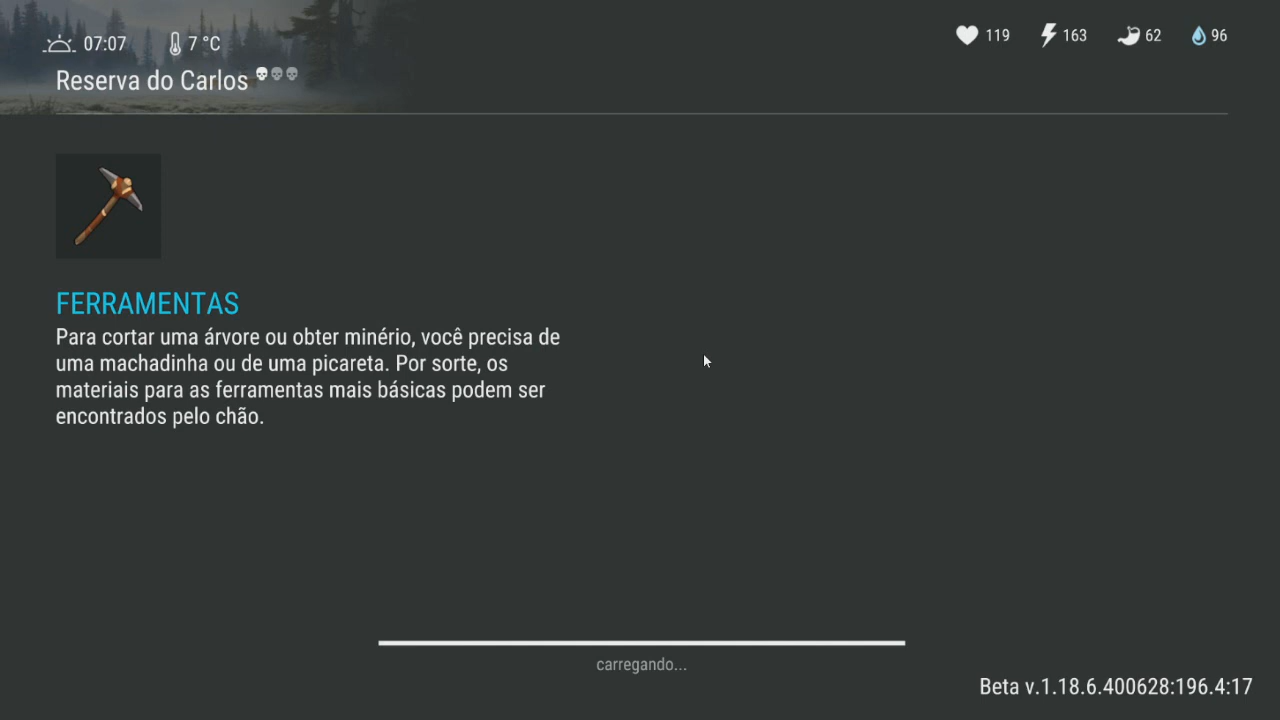 07:07 7 °C 119 163 62 96
Reserva do Carlos
FERRAMENTAS
Para cortar uma árvore ou obter minério, você precisa de
uma machadinha ou de uma picareta. Por sorte, os
materiais para as ferramentas mais básicas podem ser
encontrados pelo chão.
carregando...
Beta v.1.18.6.400628:196.4:17